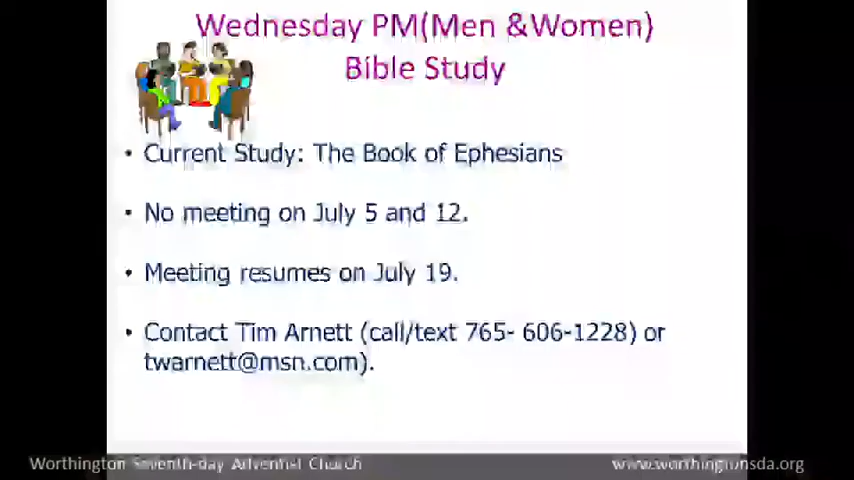 Wednesday PM(Men &Women)
Bible Study
• Current Study: The Book of Ephesians
• No meeting on July 5 and 12.
• Meeting resumes on July 19.
• Contact Tim Arnett (call/text 765- 606-1228) or
twarnett@msn.com).
Worthington Seventh-day Adventist Church
www.worthingtonsda.org